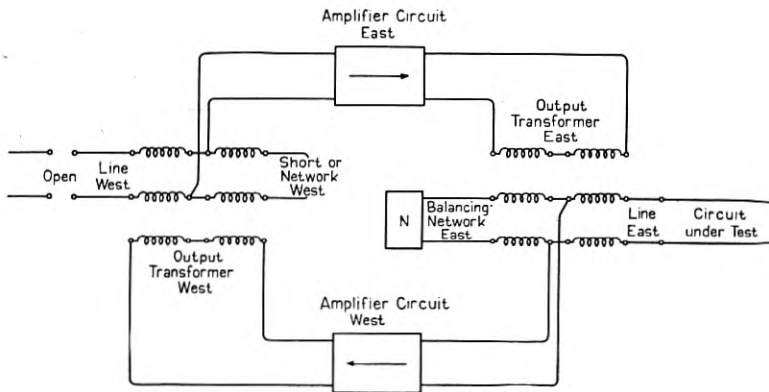 Amplifier Circuit
East
Output
Transformer
East
Open
Line
West
Short or
Network
West
N
Balancing
Network
East
Line
East
Circuit
under Test
Output
Transformer
West
Amplifier Circuit
West